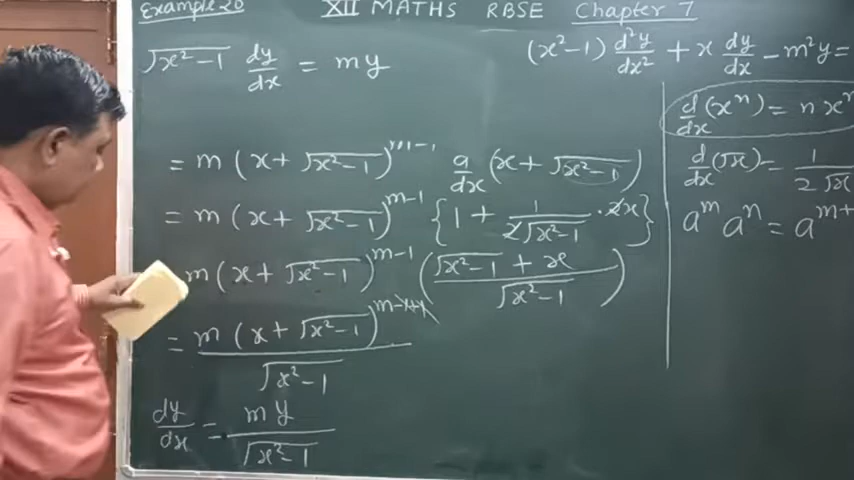 Example 20 XII MATHS RBSE Chapter 7
√(x²-1) dy/dx = my
(x²-1) d²y/dx² + x dy/dx - m²y =
= m (x + √(x²-1))^(m-1) d/dx (x + √(x²-1))
= m (x + √(x²-1))^(m-1) {1 + 1/(2√(x²-1)) · 2x}
m (x + √(x²-1))^(m-1) ((√(x²-1) + x)/√(x²-1))
= m (x + √(x²-1))^(m-1+1) / √(x²-1)
dy/dx = my/√(x²-1)
d/dx (xⁿ) = n x^n
d/dx (√x) = 1/(2√x)
a^m a^n = a^(m+